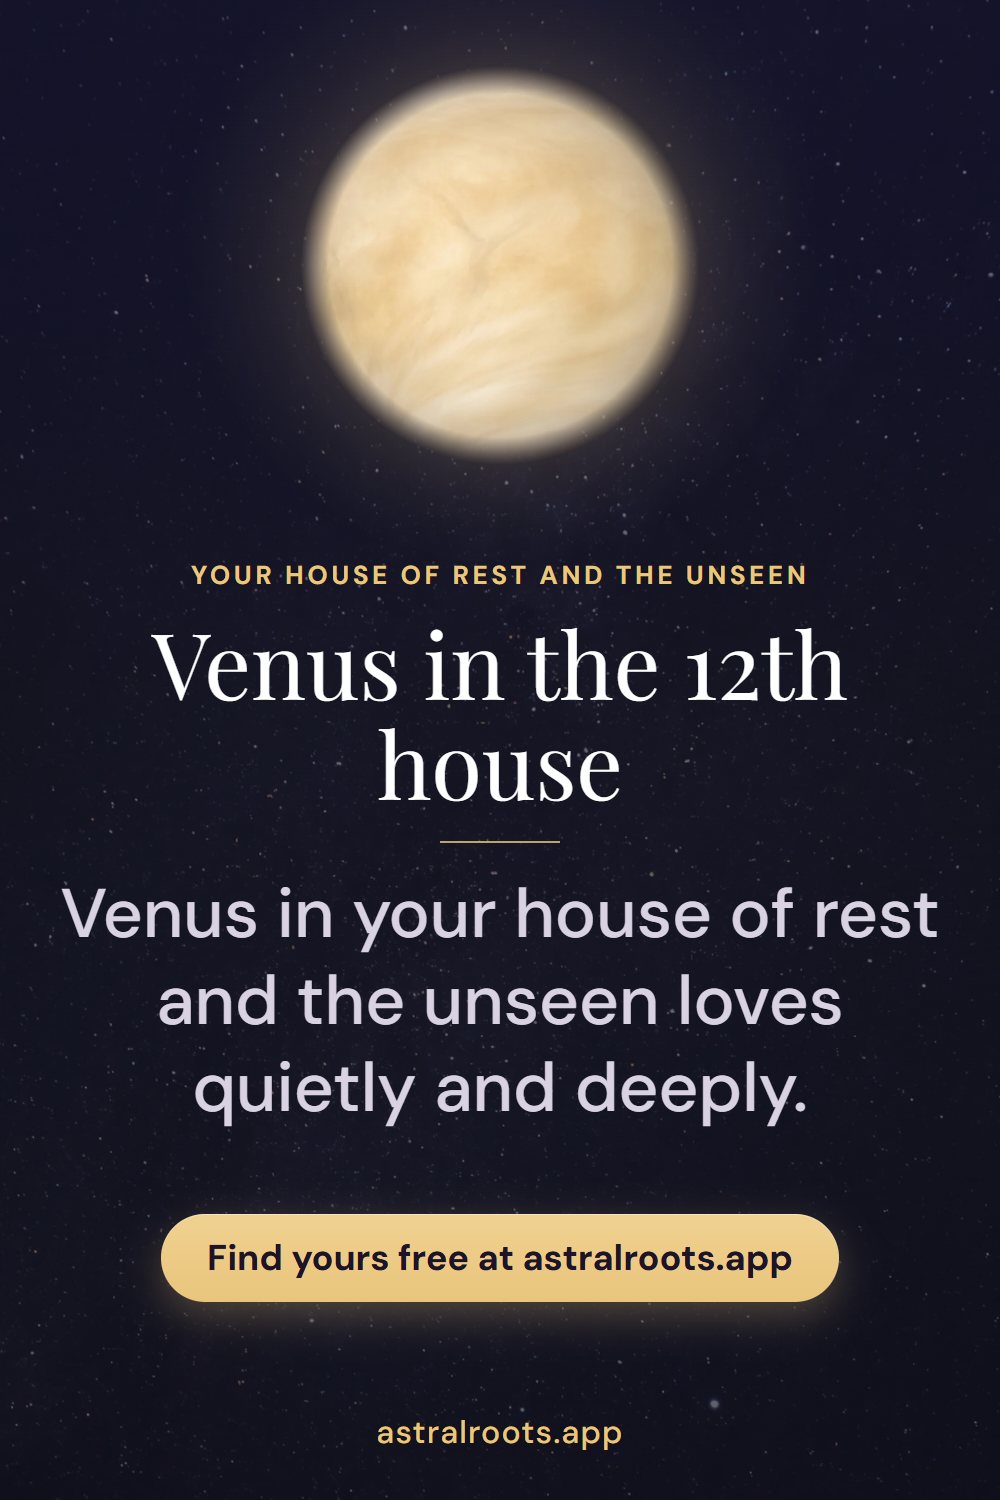 YOUR HOUSE OF REST AND THE UNSEEN
Venus in the 12th
house
Venus in your house of rest
and the unseen loves
quietly and deeply.
Find yours free at astralroots.app
astralroots.app